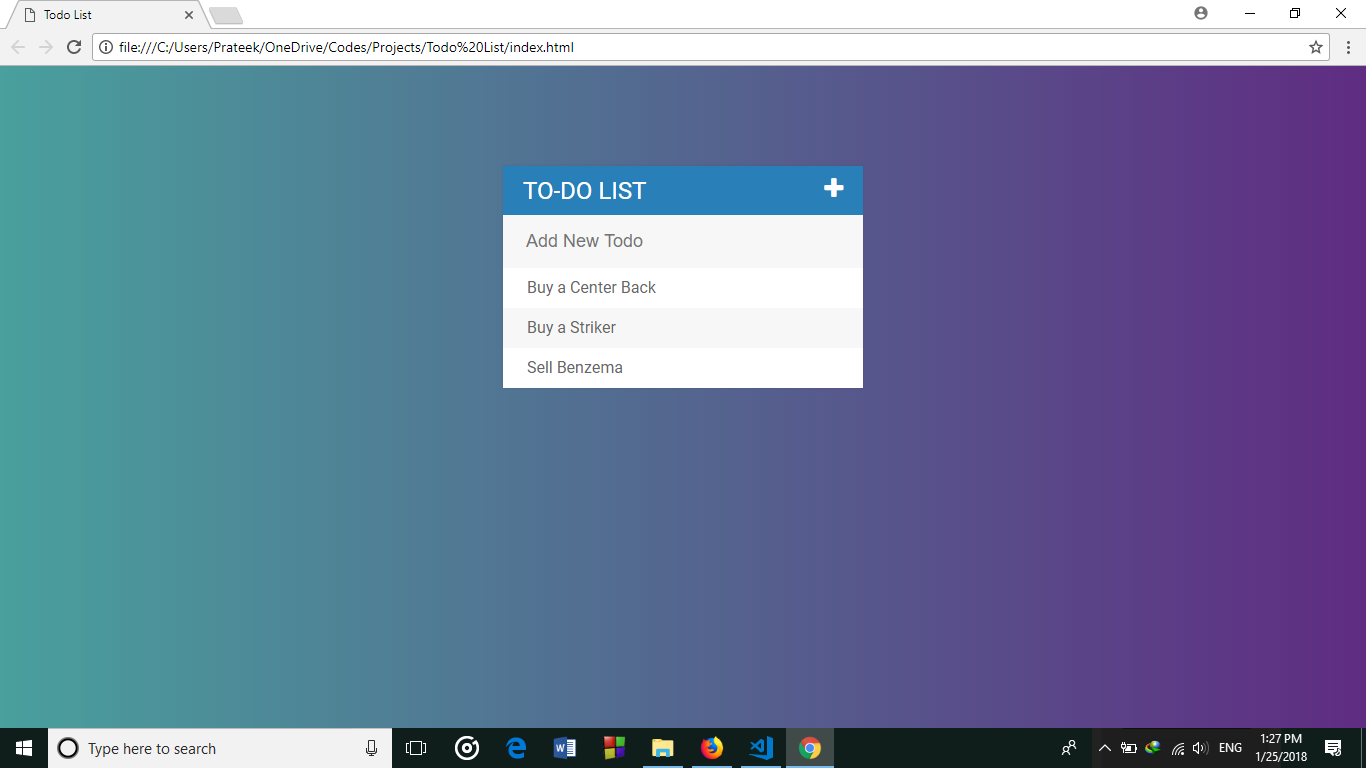 Todo List
file:///C:/Users/Prateek/OneDrive/Codes/Projects/Todo%20List/index.html
TO-DO LIST
Add New Todo
Buy a Center Back
Buy a Striker
Sell Benzema
Type here to search
ENG
1:27 PM
1/25/2018